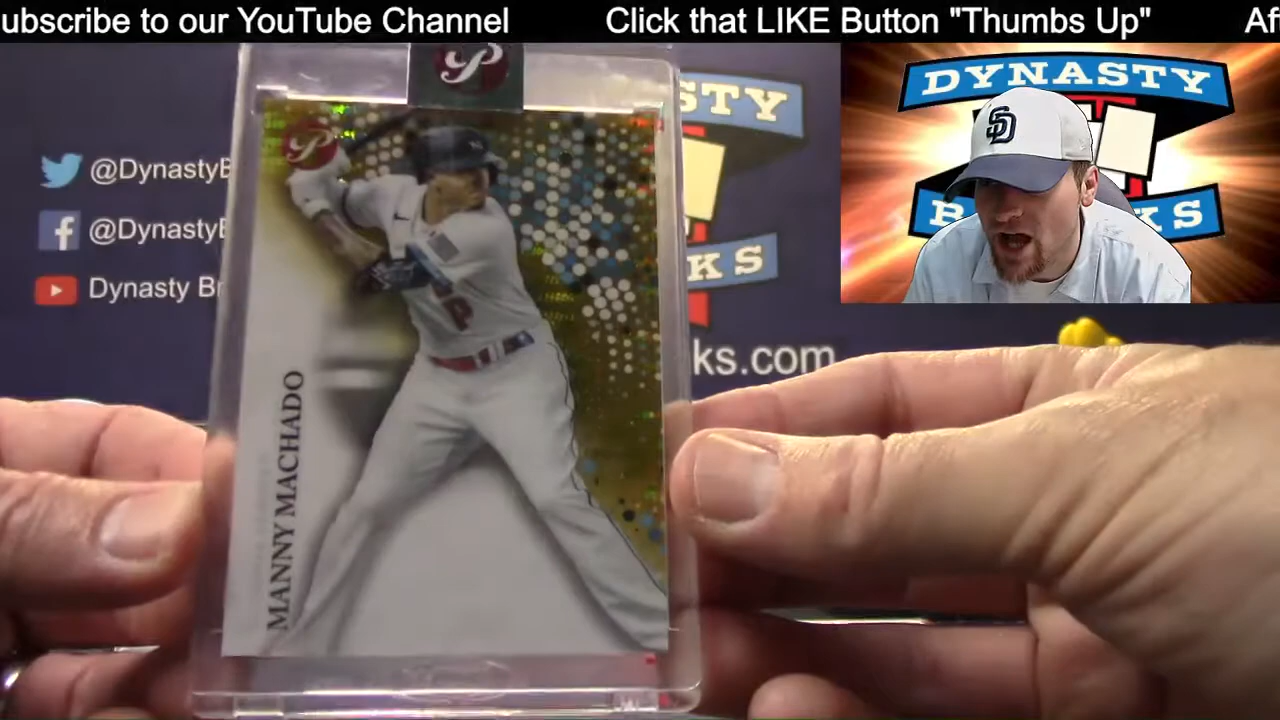 ubscribe to our YouTube Channel
Click that LIKE Button "Thumbs Up"
Af
@DynastyB
@DynastyB
Dynasty Br
STY
KS
ks.com
P
MANNY MACHADO
DYNASTY
B KS
SD